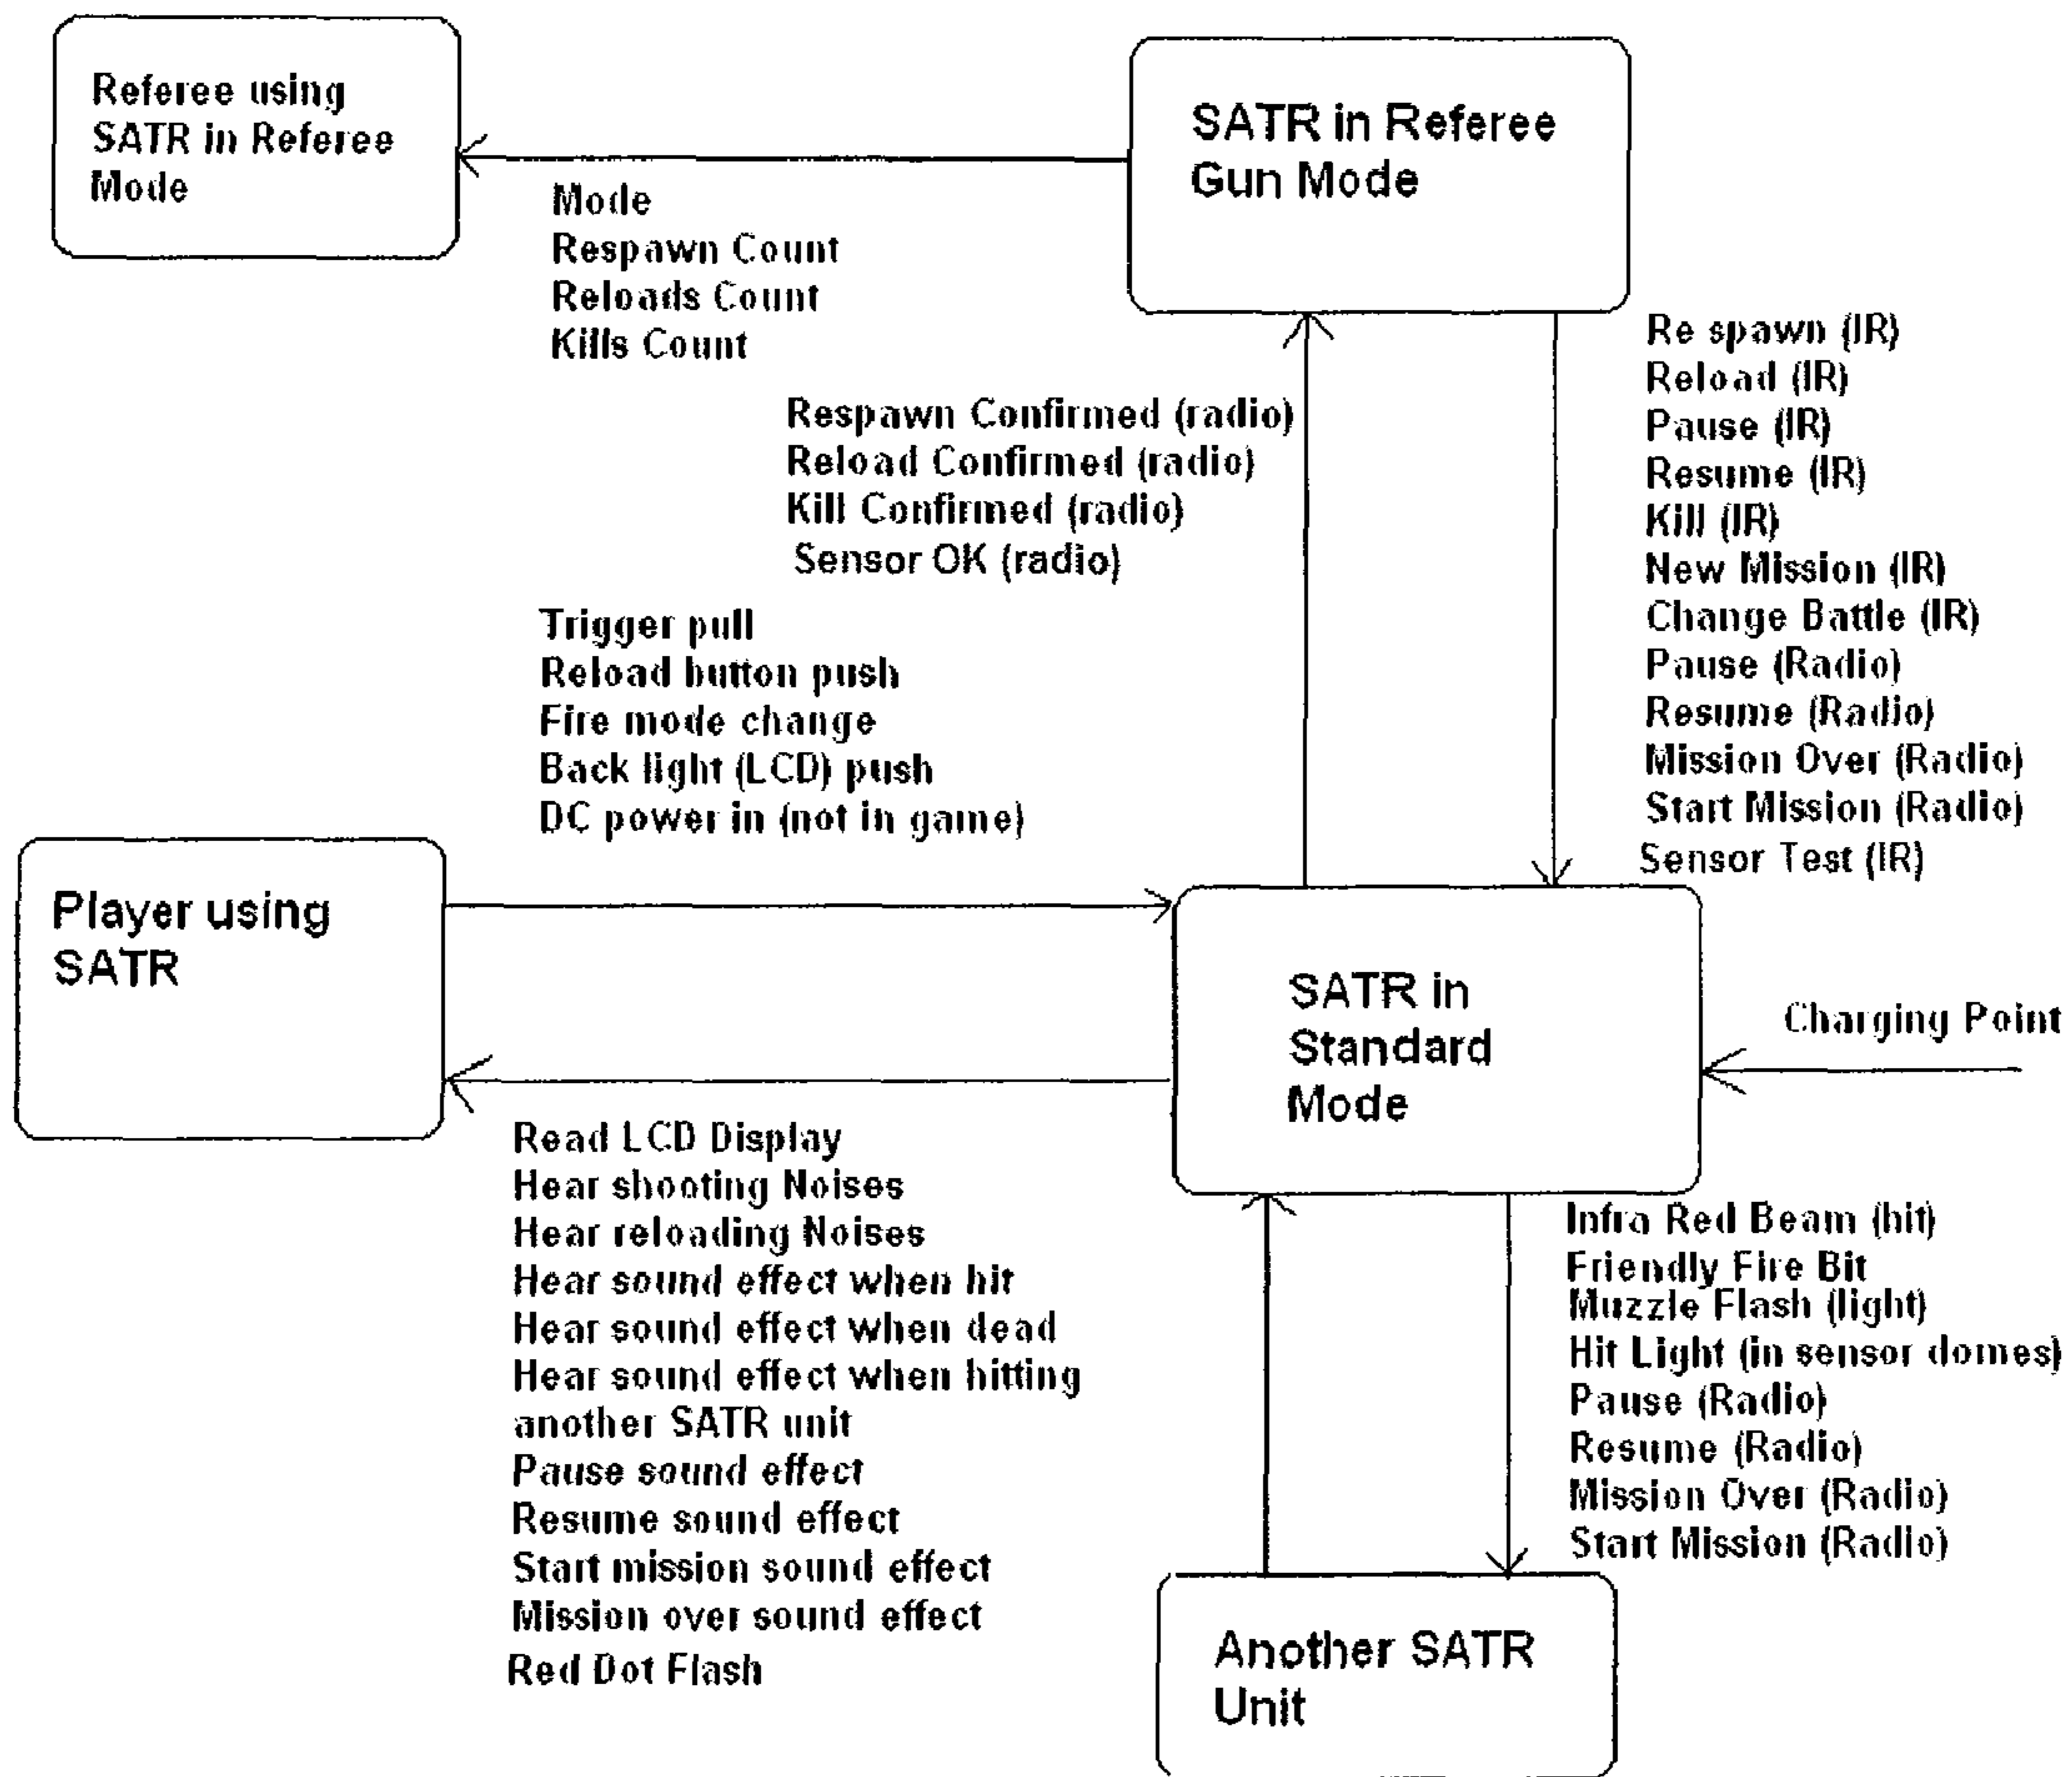 Referee using
SATR in Referee
Mode
SATR in Referee
Gun Mode
Mode
Respawn Count
Reloads Count
Kills Count
Re spawn (IR)
Reload (IR)
Pause (IR)
Resume (IR)
Kill (IR)
New Mission (IR)
Change Battle (IR)
Pause (Radio)
Resume (Radio)
Mission Over (Radio)
Start Mission (Radio)
Sensor Test (IR)
Respawn Confirmed (radio)
Reload Confirmed (radio)
Kill Confirmed (radio)
Sensor OK (radio)
Trigger pull
Reload button push
Fire mode change
Back light (LCD) push
DC power in (not in game)
Player using
SATR
SATR in
Standard
Mode
Charging Point
Read LCD Display
Hear shooting Noises
Hear reloading Noises
Hear sound effect when hit
Hear sound effect when dead
Hear sound effect when hitting
another SATR unit
Pause sound effect
Resume sound effect
Start mission sound effect
Mission over sound effect
Red Dot Flash
Infra Red Beam (hit)
Friendly Fire Bit
Muzzle Flash (light)
Hit Light (in sensor domes)
Pause (Radio)
Resume (Radio)
Mission Over (Radio)
Start Mission (Radio)
Another SATR
Unit